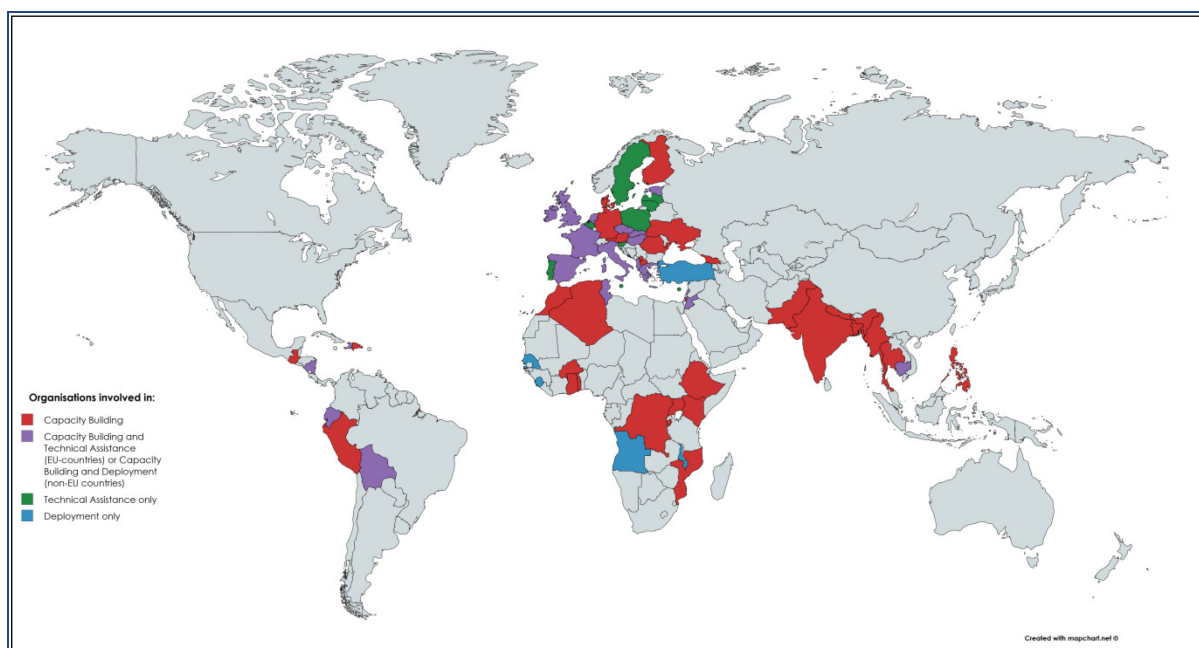 Organisations involved in:
Capacity Building
Capacity Building and
Technical Assistance
(EU-countries) or Capacity
Building and Deployment
(non-EU countries)
Technical Assistance only
Deployment only
Created with mapchart.net ©